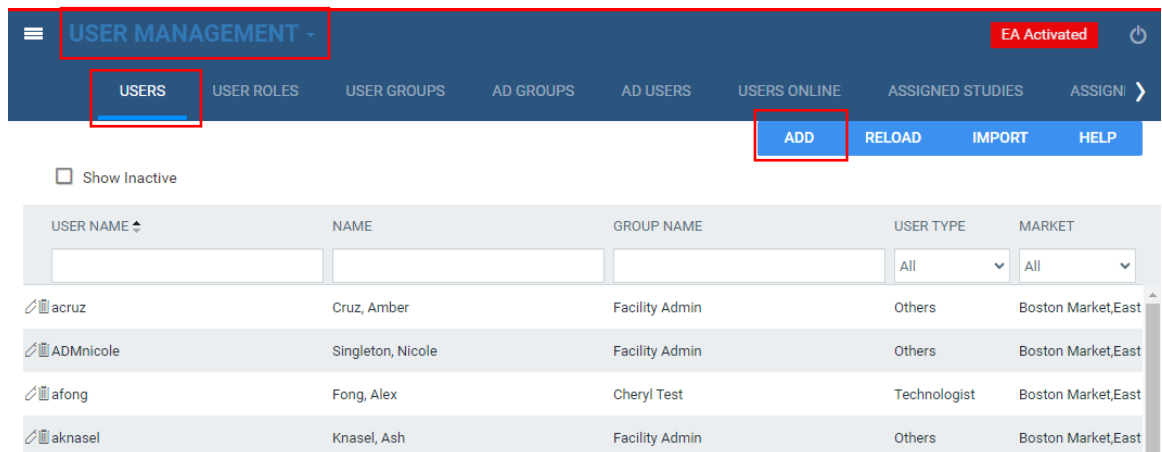 USER MANAGEMENT
EA Activated
USERS USER ROLES USER GROUPS AD GROUPS AD USERS USERS ONLINE ASSIGNED STUDIES ASSIGN
ADD RELOAD IMPORT HELP
Show Inactive
USER NAME NAME GROUP NAME USER TYPE MARKET
All All
acruz Cruz, Amber Facility Admin Others Boston Market,East
ADMnicole Singleton, Nicole Facility Admin Others Boston Market,East
afong Fong, Alex Cheryl Test Technologist Boston Market,East
aknasel Knasel, Ash Facility Admin Others Boston Market,East